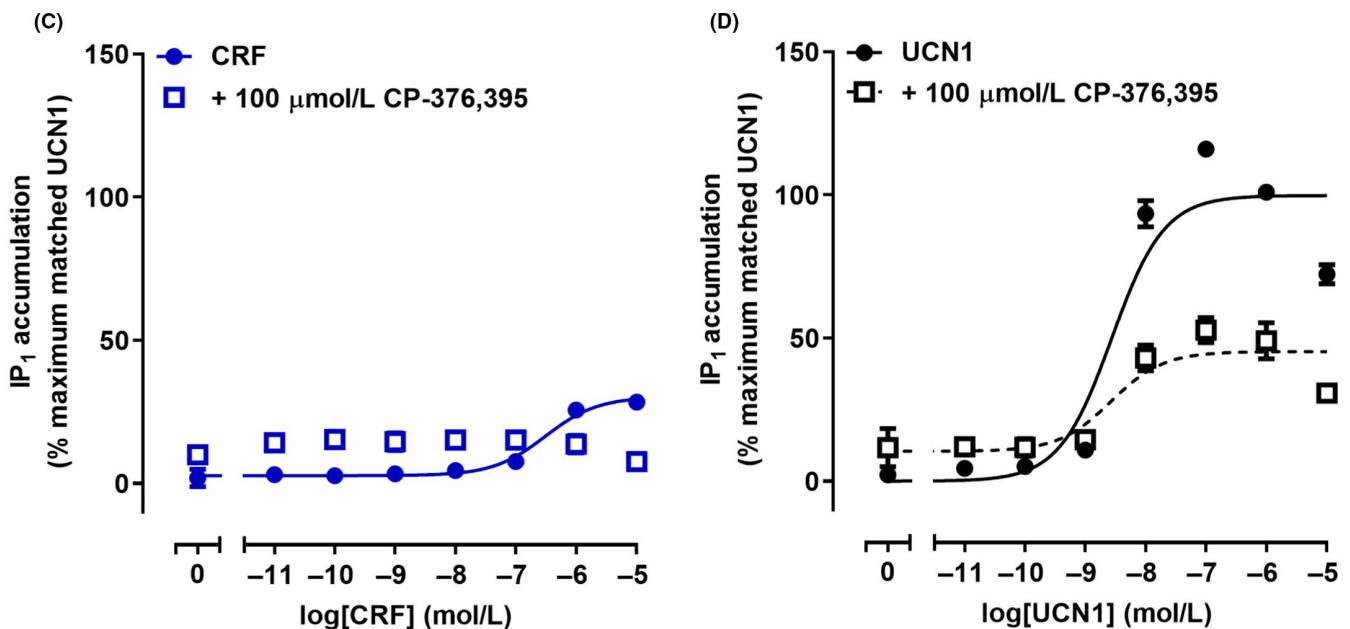 (C)
150
100
50
0
IP₁ accumulation
(% maximum matched UCN1)
CRF
+ 100 μmol/L CP-376,395
0 –11 –10 –9 –8 –7 –6 –5
log[CRF] (mol/L)
(D)
150
100
50
0
IP₁ accumulation
(% maximum matched UCN1)
UCN1
+ 100 μmol/L CP-376,395
0 –11 –10 –9 –8 –7 –6 –5
log[UCN1] (mol/L)